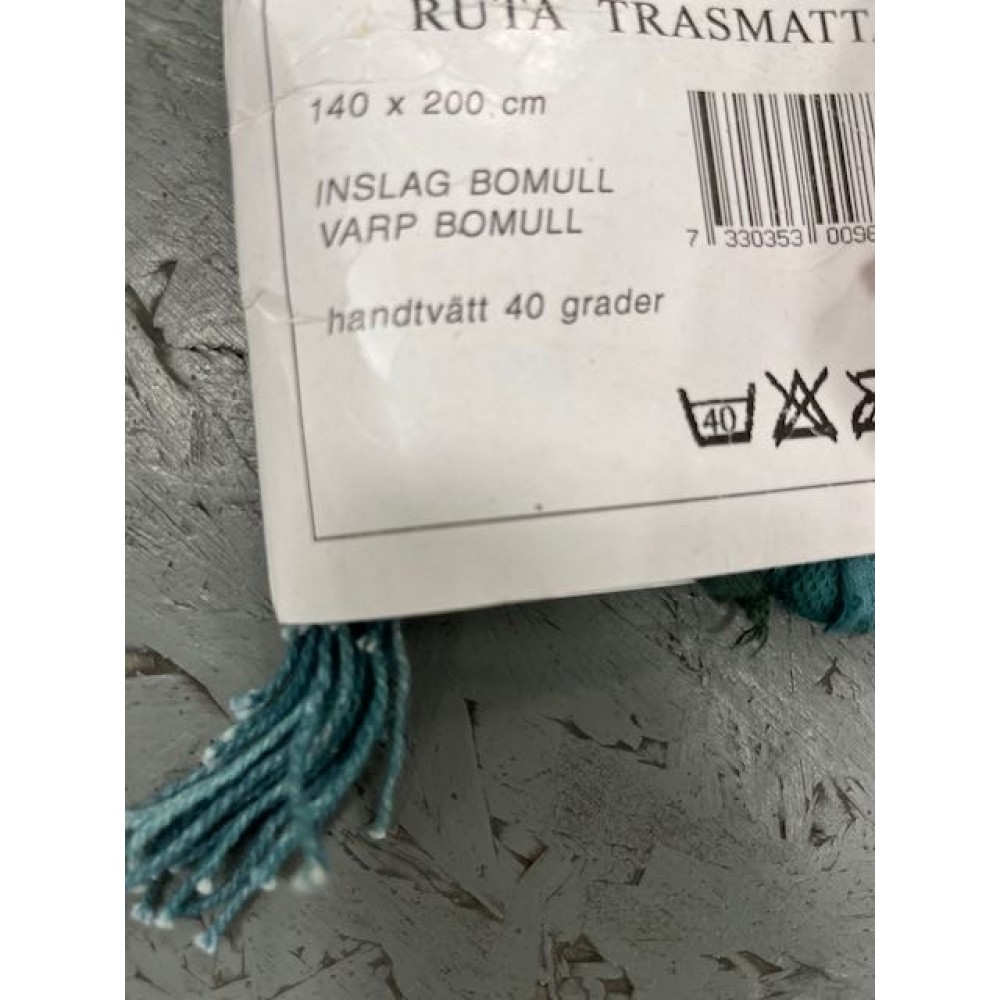 RUTA TRASMATTA
140 x 200 cm
INSLAG BOMULL
VARP BOMULL
7 330353 0096
handtvätt 40 grader
40